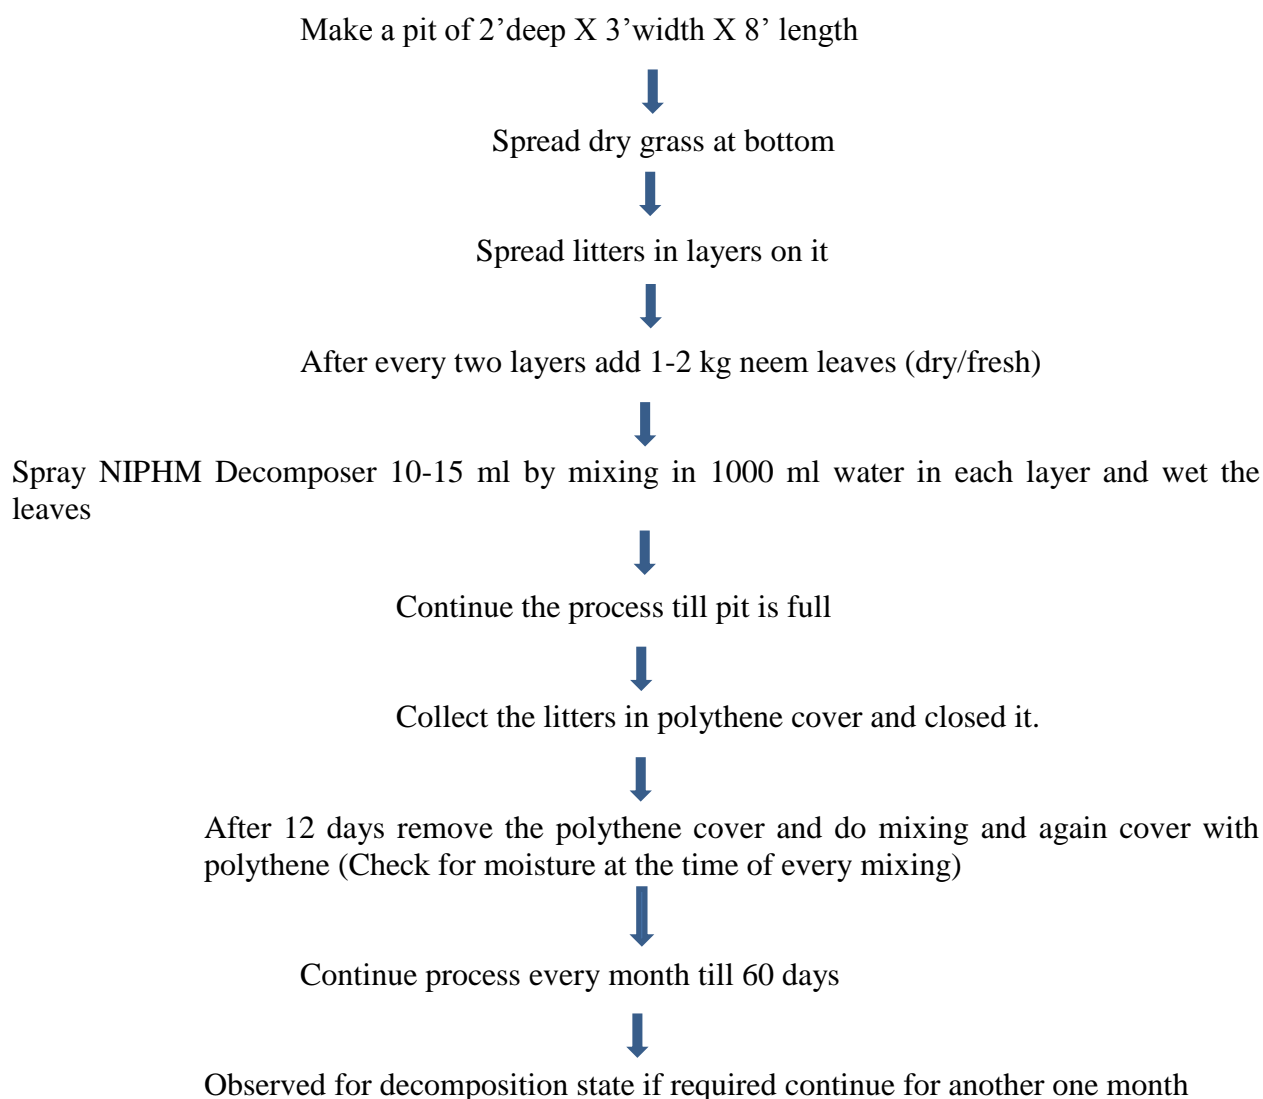 Make a pit of 2’deep X 3’width X 8’ length
Spread dry grass at bottom
Spread litters in layers on it
After every two layers add 1-2 kg neem leaves (dry/fresh)
Spray NIPHM Decomposer 10-15 ml by mixing in 1000 ml water in each layer and wet the
leaves
Continue the process till pit is full
Collect the litters in polythene cover and closed it.
After 12 days remove the polythene cover and do mixing and again cover with
polythene (Check for moisture at the time of every mixing)
Continue process every month till 60 days
Observed for decomposition state if required continue for another one month